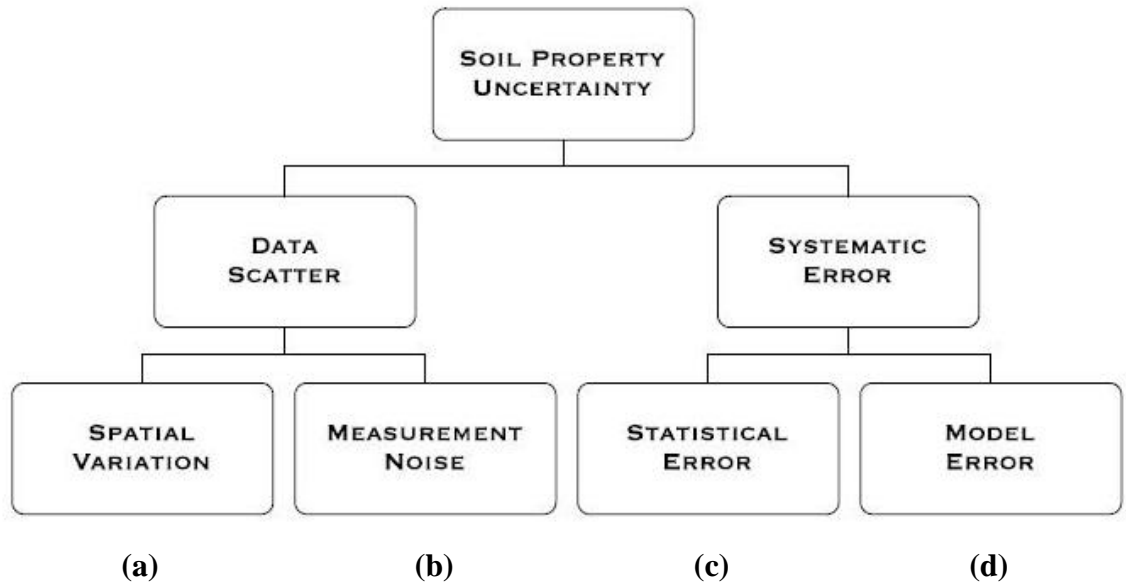 SOIL PROPERTY
UNCERTAINTY
DATA
SCATTER
SYSTEMATIC
ERROR
SPATIAL
VARIATION
MEASUREMENT
NOISE
STATISTICAL
ERROR
MODEL
ERROR
(a)
(b)
(c)
(d)